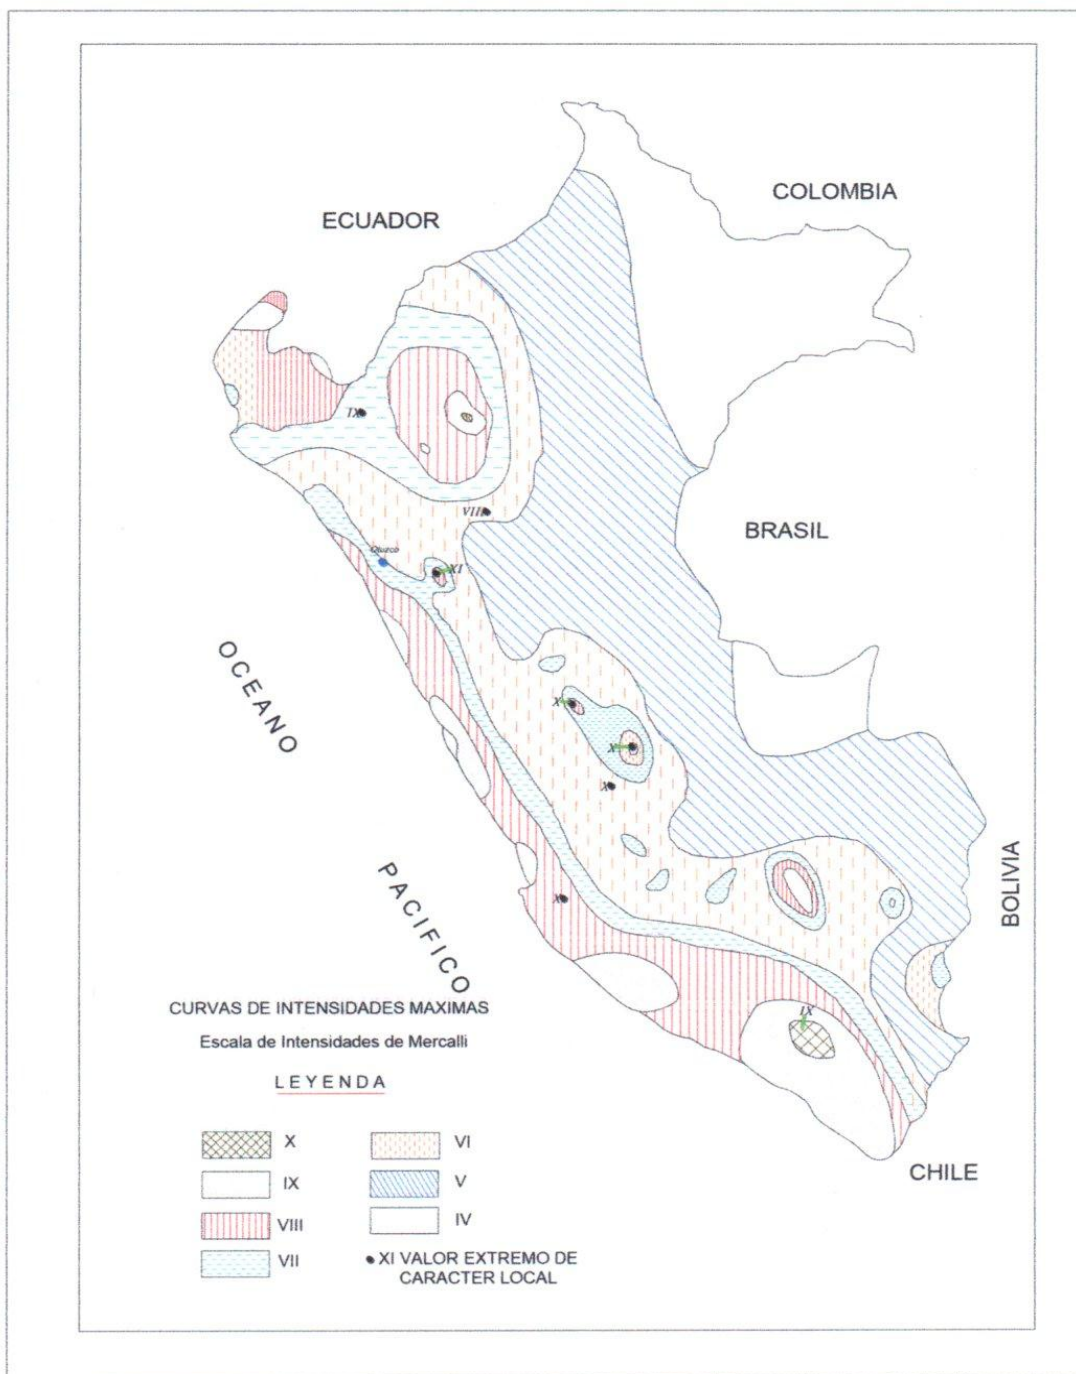 COLOMBIA
ECUADOR
IX
VII
BRASIL
XI
OCEANO
X
X
X
BOLIVIA
PACIFICO
X
IX
CURVAS DE INTENSIDADES MAXIMAS
Escala de Intensidades de Mercalli
LEYENDA
X
VI
IX
V
VIII
IV
VII
XI VALOR EXTREMO DE
CARACTER LOCAL
CHILE